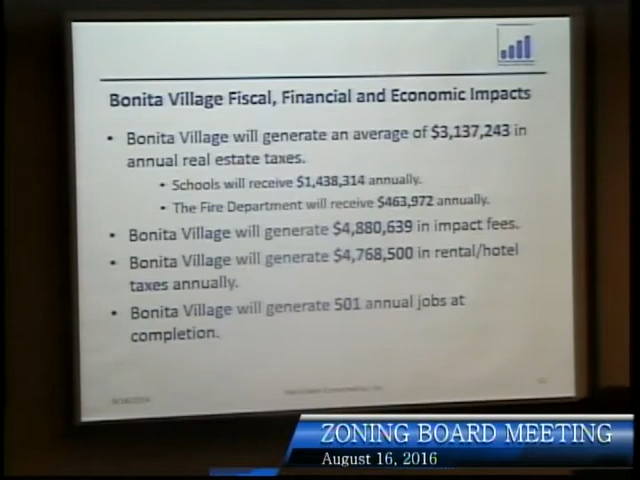 Bonita Village Fiscal, Financial and Economic Impacts
• Bonita Village will generate an average of $3,137,243 in
annual real estate taxes.
• Schools will receive $1,438,314 annually.
• The Fire Department will receive $463,972 annually.
• Bonita Village will generate $4,880,639 in impact fees.
• Bonita Village will generate $4,768,500 in rental/hotel
taxes annually.
• Bonita Village will generate 501 annual jobs at
completion.
ZONING BOARD MEETING
August 16, 2016